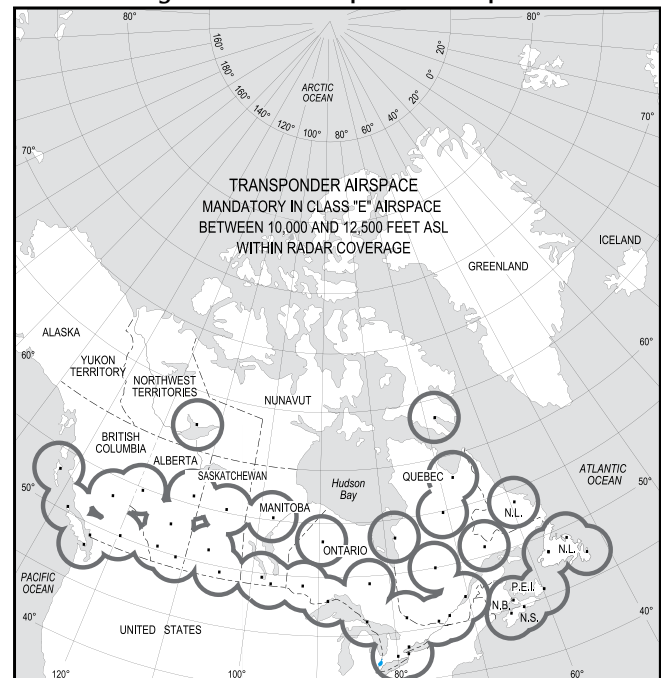 80°
80°
160°
180°
160°
140°
120°
100°
80°
60°
40°
20°
0°
20°
ARCTIC
OCEAN
70°
70°
TRANSPONDER AIRSPACE
MANDATORY IN CLASS "E" AIRSPACE
BETWEEN 10,000 AND 12,500 FEET ASL
WITHIN RADAR COVERAGE
ICELAND
GREENLAND
ALASKA
60°
60°
YUKON
TERRITORY
NORTHWEST
TERRITORIES
NUNAVUT
BRITISH
COLUMBIA
ALBERTA
SASKATCHEWAN
MANITOBA
Hudson
Bay
QUEBEC
ATLANTIC
OCEAN
50°
50°
ONTARIO
N.L.
N.L.
P.E.I.
N.B.
N.S.
PACIFIC
OCEAN
40°
40°
UNITED STATES
120°
100°
80°
60°